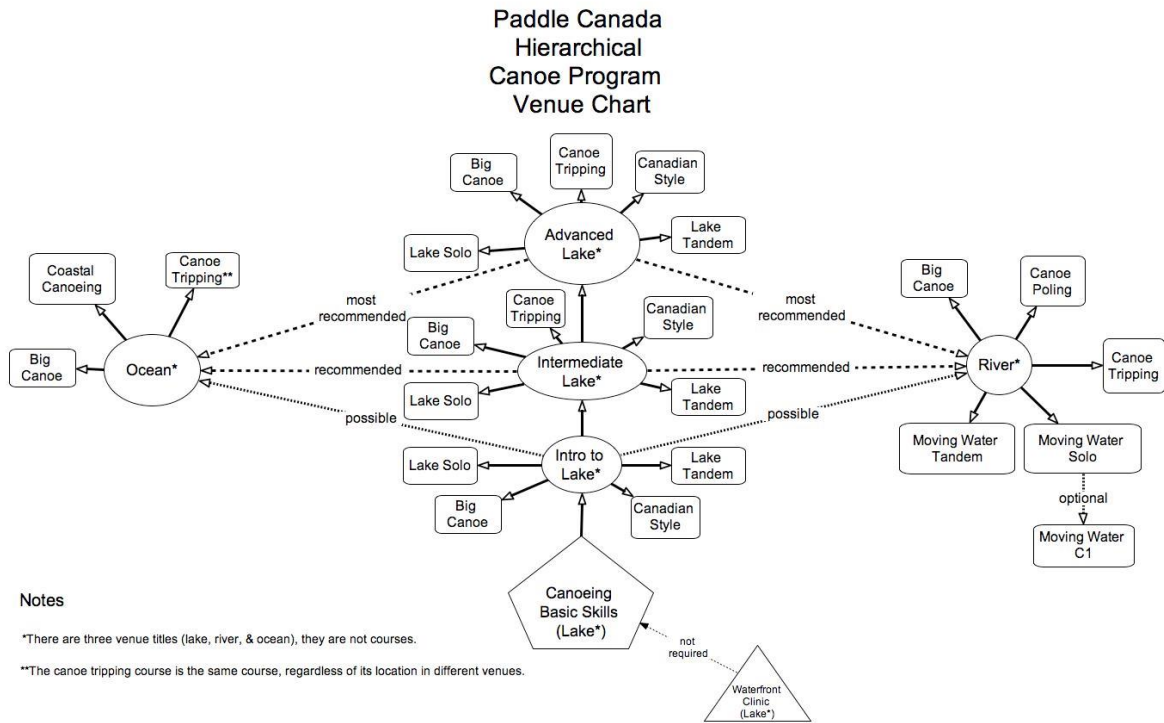 Paddle Canada
Hierarchical
Canoe Program
Venue Chart
Canoe
Tripping
Big
Canoe
Canadian
Style
Advanced
Lake*
Lake Solo
Lake
Tandem
Coastal
Canoeing
Canoe
Tripping**
Big
Canoe
Canoe
Poling
most
recommended
most
recommended
Canoe
Tripping
Canadian
Style
Big
Canoe
Big
Canoe
Ocean*
recommended
Intermediate
Lake*
recommended
River*
Canoe
Tripping
Lake Solo
Lake
Tandem
possible
possible
Lake Solo
Intro to
Lake*
Lake
Tandem
Moving Water
Tandem
Moving Water
Solo
Big
Canoe
Canadian
Style
optional
Moving Water
C1
Canoeing
Basic Skills
(Lake*)
Notes
*There are three venue titles (lake, river, & ocean), they are not courses.
**The canoe tripping course is the same course, regardless of its location in different venues.
not
required
Waterfront
Clinic
(Lake*)